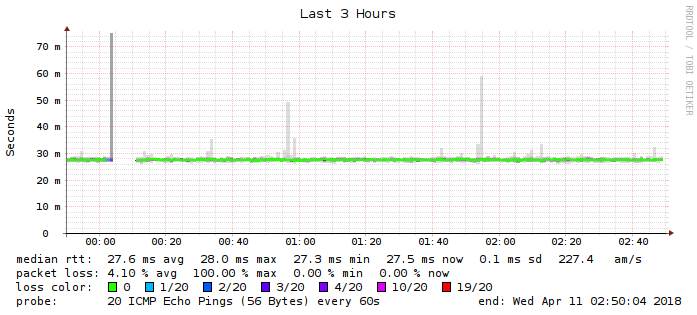 Last 3 Hours
RRDTOOL / TOBI OETIKER
Seconds
70 m
60 m
50 m
40 m
30 m
20 m
10 m
0
00:00 00:20 00:40 01:00 01:20 01:40 02:00 02:20 02:40
median rtt: 27.6 ms avg 28.0 ms max 27.3 ms min 27.5 ms now 0.1 ms sd 227.4 am/s
packet loss: 4.10 % avg 100.00 % max 0.00 % min 0.00 % now
loss color: 0 1/20 2/20 3/20 4/20 10/20 19/20
probe: 20 ICMP Echo Pings (56 Bytes) every 60s end: Wed Apr 11 02:50:04 2018